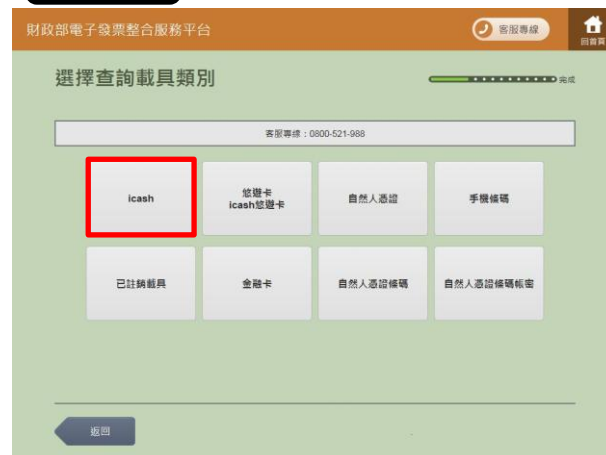 財政部電子發票整合服務平台
客服專線
回首頁
選擇查詢載具類別
完成
客服專線：0800-521-988
icash
悠遊卡
icash悠遊卡
自然人憑證
手機條碼
已註銷載具
金融卡
自然人憑證條碼
自然人憑證條碼帳密
返回